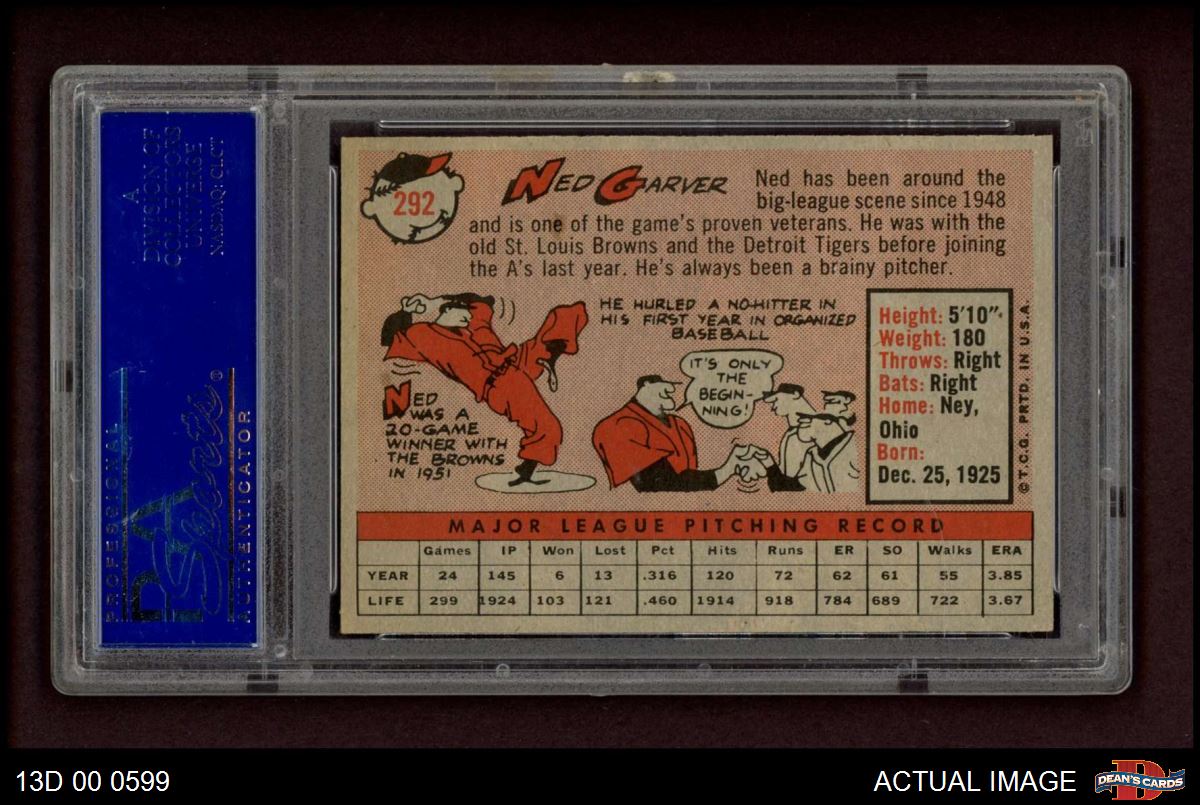 A
DIVISION OF
COLLECTORS
UNIVERSE
NASDAQ: CLCT
PROFESSIONAL
PSA
Sports®
AUTHENTICATOR
292
NED GARVER
Ned has been around the
big-league scene since 1948
and is one of the game's proven veterans. He was with the
old St. Louis Browns and the Detroit Tigers before joining
the A's last year. He's always been a brainy pitcher.
HE HURLED A NO-HITTER IN
HIS FIRST YEAR IN ORGANIZED
BASEBALL
IT'S ONLY
THE
BEGIN-
NING!
NED
WAS A
20-GAME
WINNER WITH
THE BROWNS
IN 1951
Height: 5'10"
Weight: 180
Throws: Right
Bats: Right
Home: Ney,
Ohio
Born:
Dec. 25, 1925
© T.C.G. PRTD. IN U.S.A.
MAJOR LEAGUE PITCHING RECORD
Games IP Won Lost Pct Hits Runs ER SO Walks ERA
YEAR 24 145 6 13 .316 120 72 62 61 55 3.85
LIFE 299 1924 103 121 .460 1914 918 784 689 722 3.67
13D 00 0599
ACTUAL IMAGE
D
DEAN'S CARDS